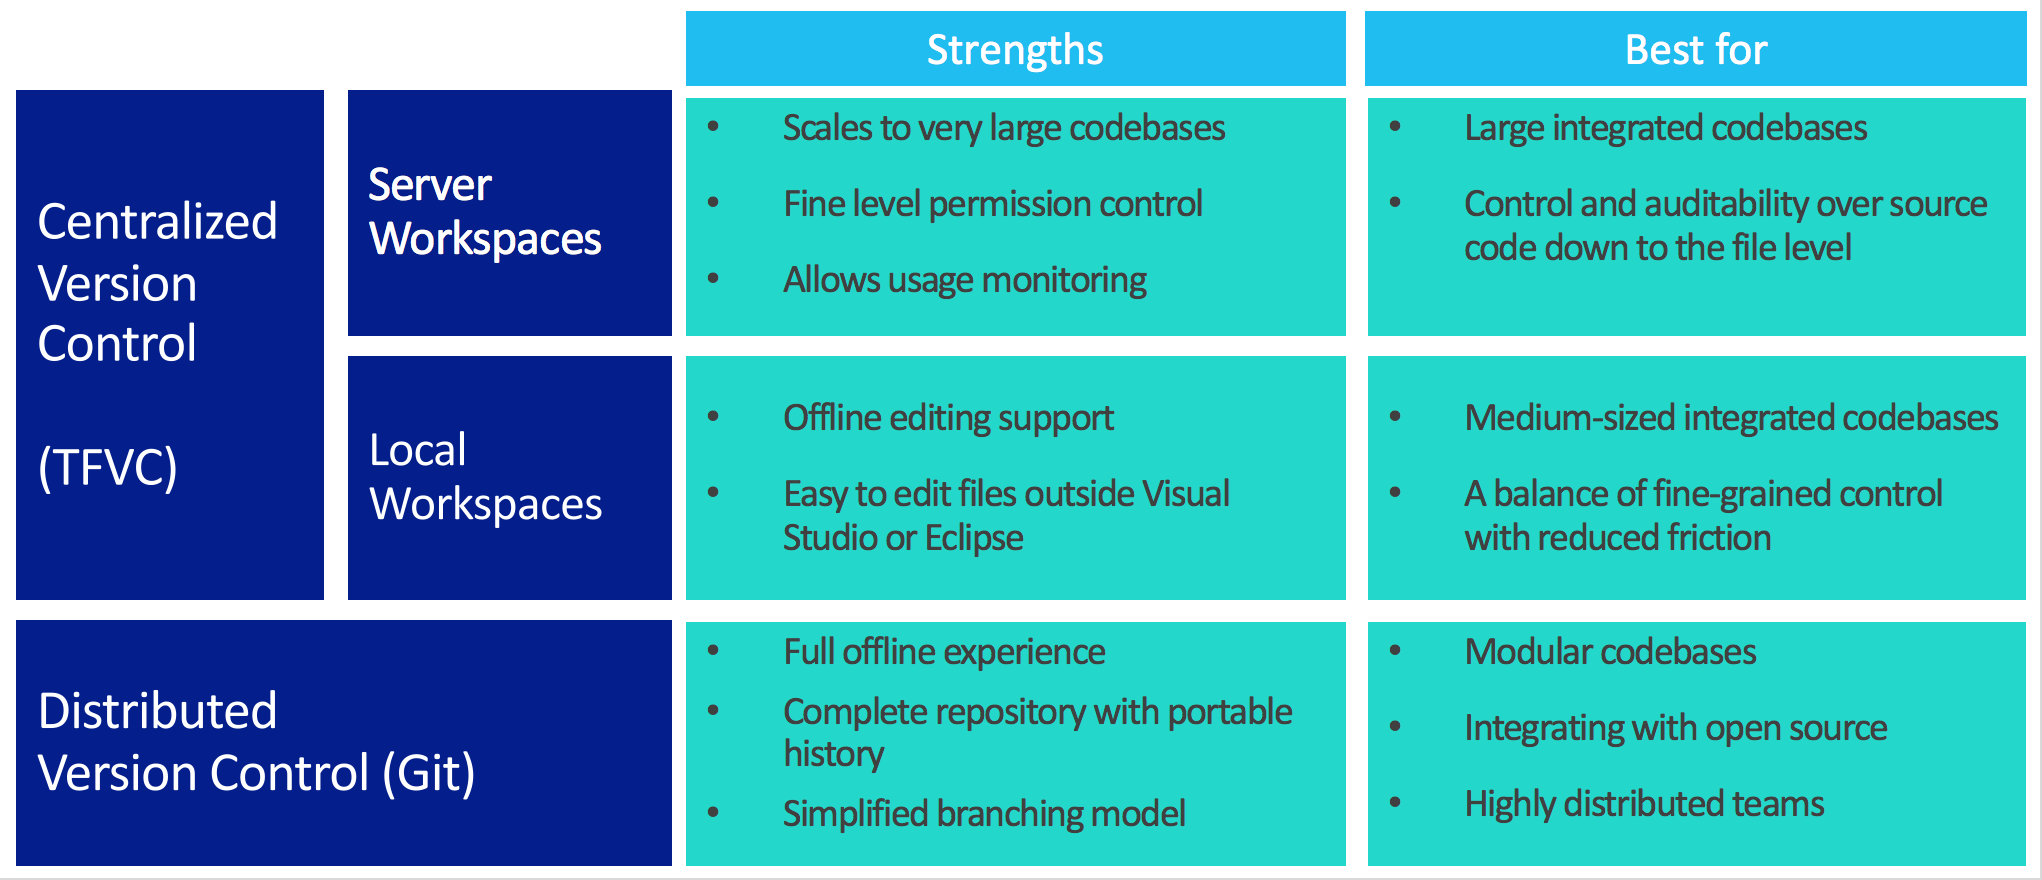 Strengths
Best for
Centralized
Version
Control
(TFVC)
Server
Workspaces
• Scales to very large codebases
• Fine level permission control
• Allows usage monitoring
• Large integrated codebases
• Control and auditability over source
code down to the file level
Local
Workspaces
• Offline editing support
• Easy to edit files outside Visual
Studio or Eclipse
• Medium-sized integrated codebases
• A balance of fine-grained control
with reduced friction
Distributed
Version Control (Git)
• Full offline experience
• Complete repository with portable
history
• Simplified branching model
• Modular codebases
• Integrating with open source
• Highly distributed teams